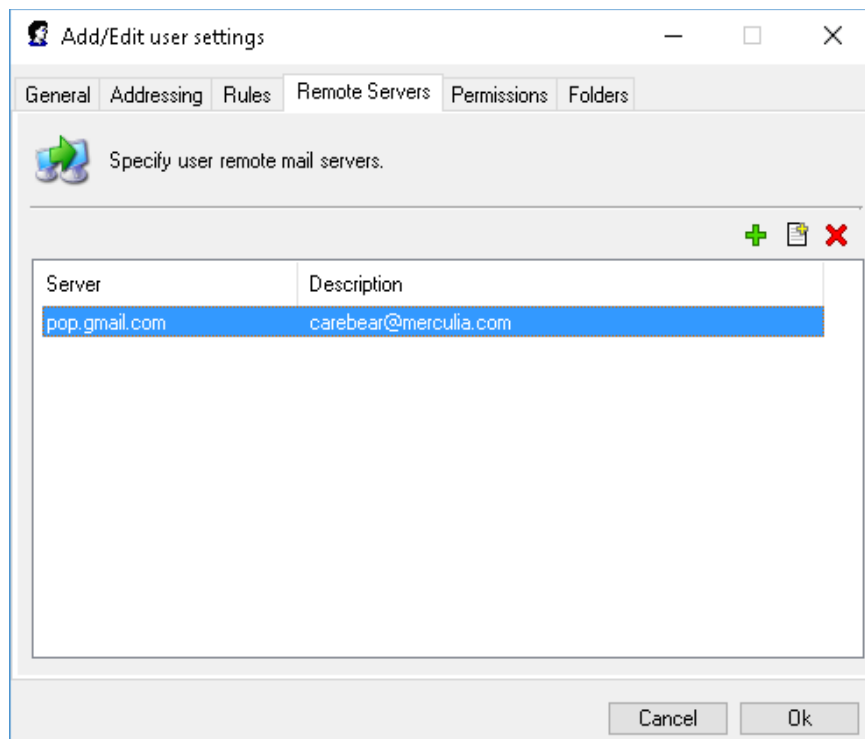 Add/Edit user settings
General Addressing Rules Remote Servers Permissions Folders
Specify user remote mail servers.
Server Description
pop.gmail.com carebear@merculia.com
Cancel Ok